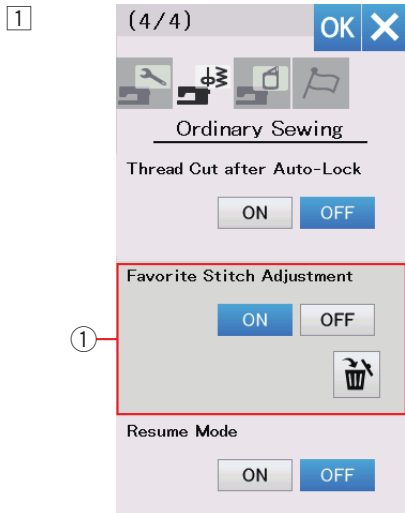 1
(4/4)
OK
Ordinary Sewing
Thread Cut after Auto-Lock
ON OFF
Favorite Stitch Adjustment
ON OFF
1
Resume Mode
ON OFF